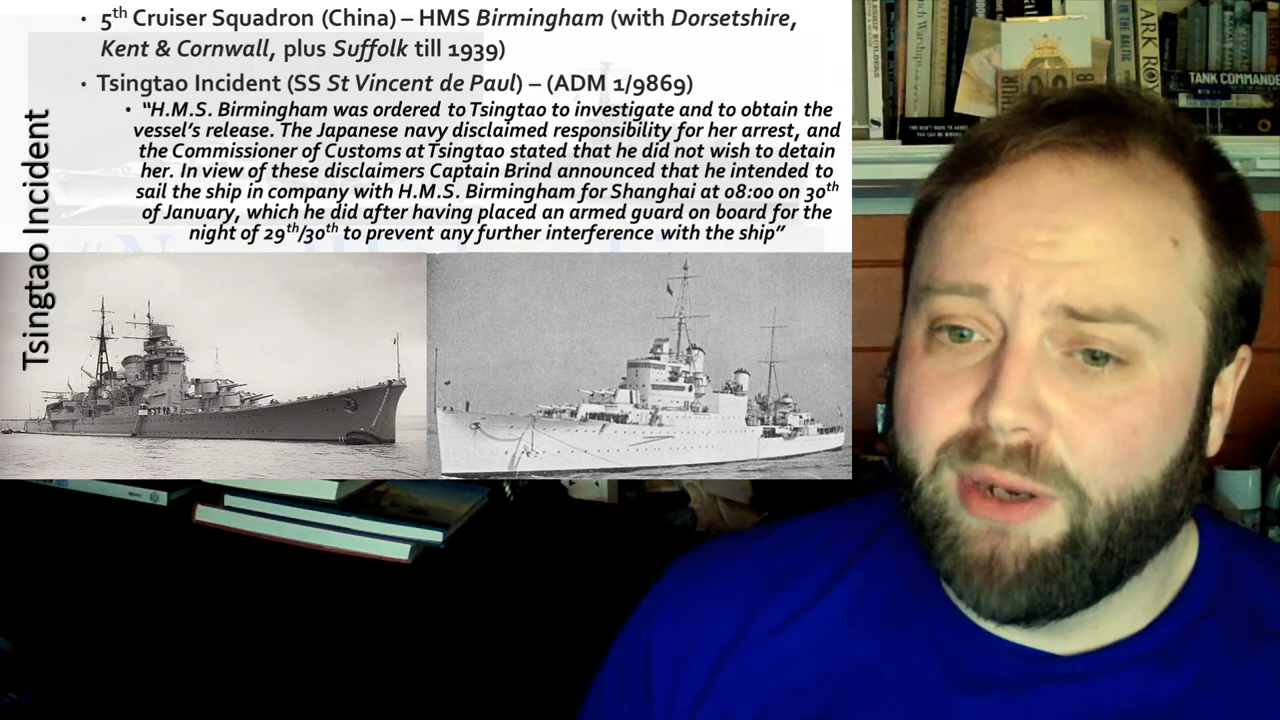 5th Cruiser Squadron (China) – HMS Birmingham (with Dorsetshire,
Kent & Cornwall, plus Suffolk till 1939)
Tsingtao Incident (SS St Vincent de Paul) – (ADM 1/9869)
“H.M.S. Birmingham was ordered to Tsingtao to investigate and to obtain the
vessel’s release. The Japanese navy disclaimed responsibility for her arrest, and
the Commissioner of Customs at Tsingtao stated that he did not wish to detain
her. In view of these disclaimers Captain Brind announced that he intended to
sail the ship in company with H.M.S. Birmingham for Shanghai at 08:00 on 30th
of January, which he did after having placed an armed guard on board for the
night of 29th/30th to prevent any further interference with the ship”
Tsingtao Incident
Warships
IN THE BALTIC
ARK ROY
TANK COMMANDE